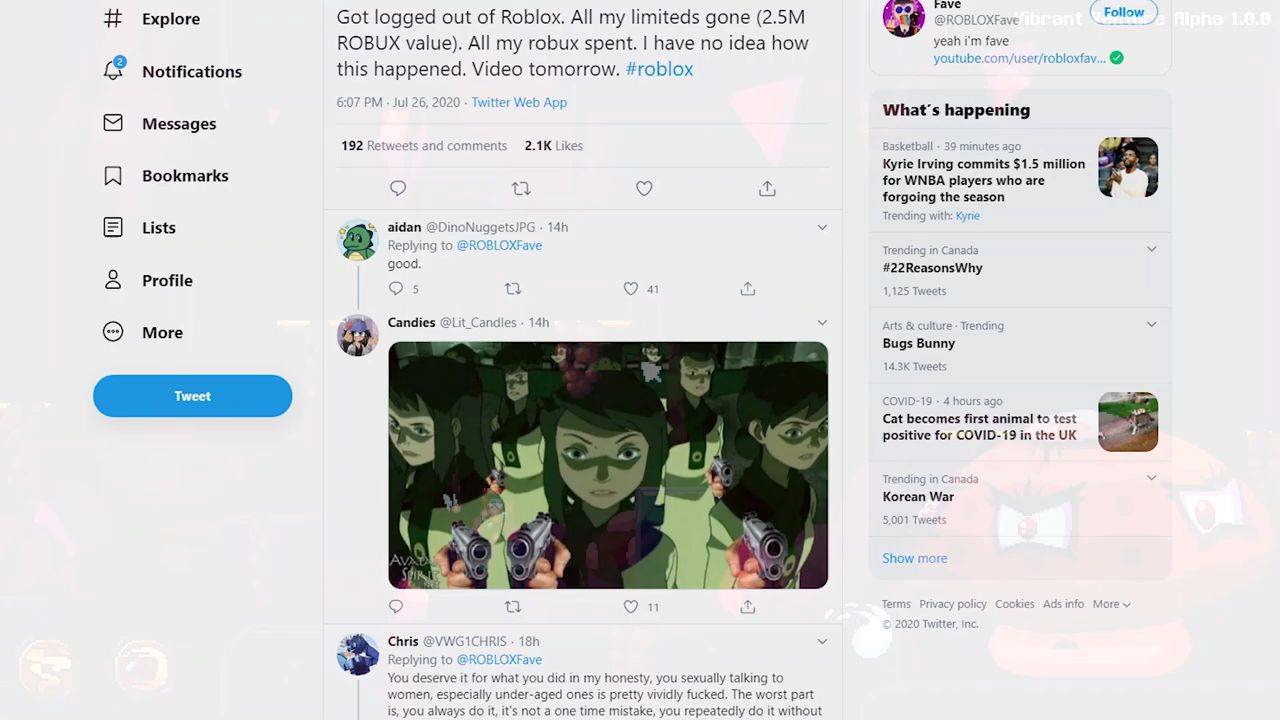 Explore
2
Notifications
Messages
Bookmarks
Lists
Profile
More
Tweet
Got logged out of Roblox. All my limiteds gone (2.5M
ROBUX value). All my robux spent. I have no idea how
this happened. Video tomorrow. #roblox
6:07 PM · Jul 26, 2020 · Twitter Web App
192 Retweets and comments 2.1K Likes
aidan @DinoNuggetsJPG · 14h
Replying to @ROBLOXFave
good.
5 41
Candies @Lit_Candles · 14h
AVATAR
SPIRIT
.NET
11
Chris @VWG1CHRIS · 18h
Replying to @ROBLOXFave
You deserve it for what you did in my honesty, you sexually talking to
women, especially under-aged ones is pretty vividly fucked. The worst part
is, you always do it, it's not a one time mistake, you repeatedly do it without
Fave
@ROBLOXFave
Follow
Vibrant Venture Alpha 1.0.0
yeah i'm fave
youtube.com/user/robloxfav...
What's happening
Basketball · 39 minutes ago
Kyrie Irving commits $1.5 million
for WNBA players who are
forgoing the season
Trending with: Kyrie
Trending in Canada
#22ReasonsWhy
1,125 Tweets
Arts & culture · Trending
Bugs Bunny
14.3K Tweets
COVID-19 · 4 hours ago
Cat becomes first animal to test
positive for COVID-19 in the UK
Trending in Canada
Korean War
5,001 Tweets
Show more
Terms Privacy policy Cookies Ads info More
© 2020 Twitter, Inc.